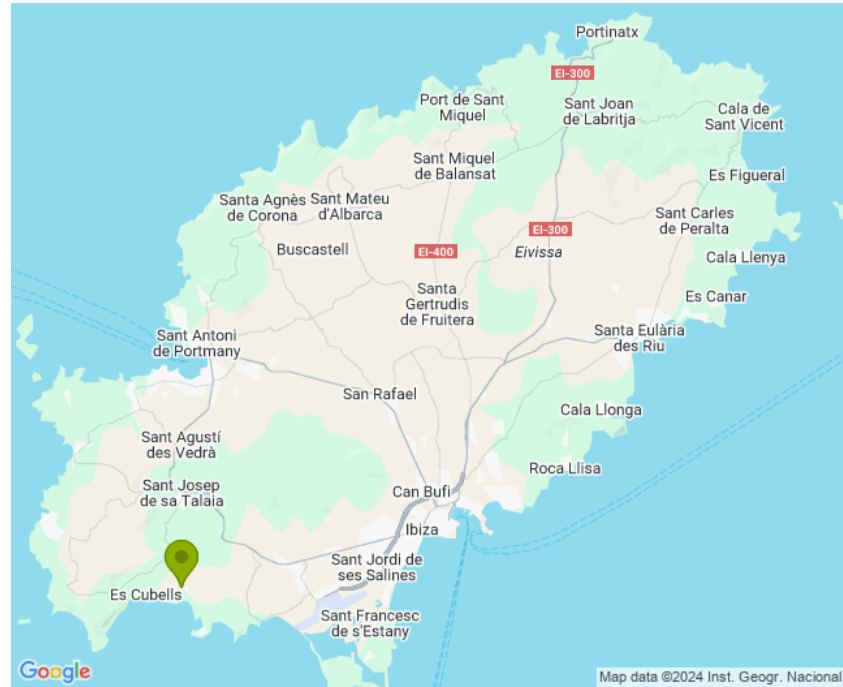 Portinatx
EI-300
Port de Sant
Miquel
Sant Joan
de Labritja
Cala de
Sant Vicent
Sant Miquel
de Balansat
Es Figueral
Santa Agnès
de Corona
Sant Mateu
d'Albarca
Sant Carles
de Peralta
EI-300
Buscastell
EI-400
Eivissa
Cala Llenya
Santa
Gertrudis
de Fruitera
Es Canar
Sant Antoni
de Portmany
Santa Eulària
des Riu
San Rafael
Cala Llonga
Sant Agustí
des Vedrà
Roca Llisa
Sant Josep
de sa Talaia
Can Bufí
Ibiza
Sant Jordi de
ses Salines
Es Cubells
Sant Francesc
de s'Estany
Google
Map data ©2024 Inst. Geogr. Nacional